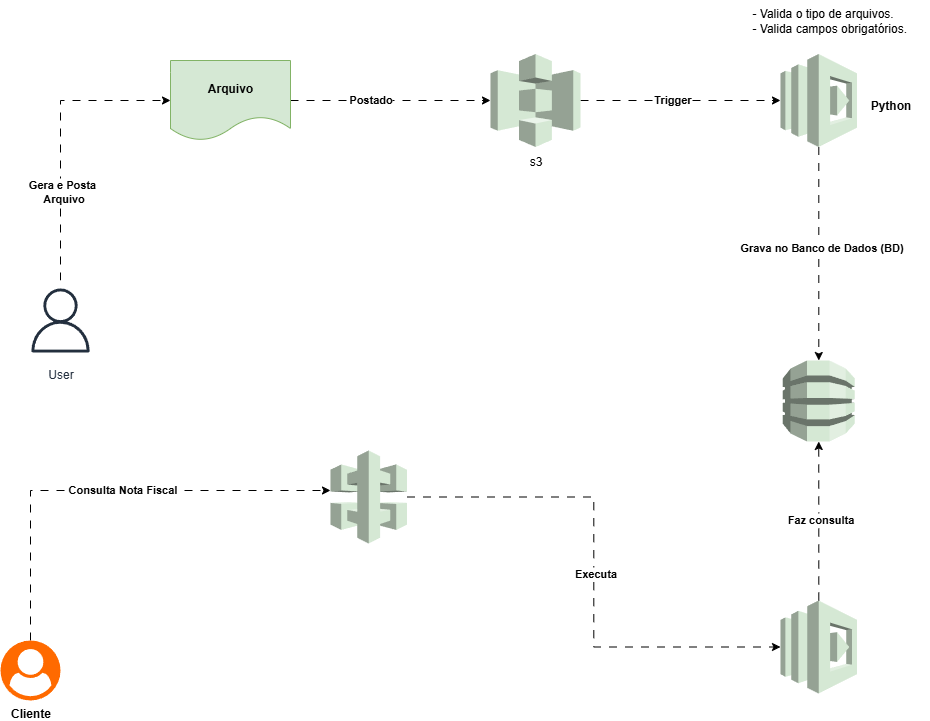 - Valida o tipo de arquivos.
- Valida campos obrigatórios.
Arquivo
Postado
Trigger
Python
s3
Gera e Posta
Arquivo
Grava no Banco de Dados (BD)
User
Consulta Nota Fiscal
Faz consulta
Executa
Cliente